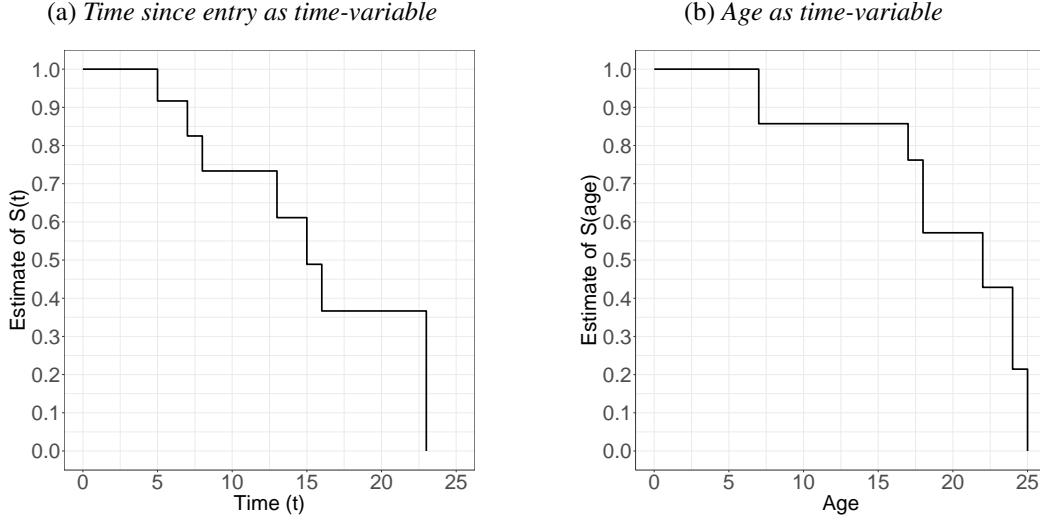 (a) Time since entry as time-variable
Estimate of S(t)
1.0
0.9
0.8
0.7
0.6
0.5
0.4
0.3
0.2
0.1
0.0
0 5 10 15 20 25
Time (t)
(b) Age as time-variable
Estimate of S(age)
1.0
0.9
0.8
0.7
0.6
0.5
0.4
0.3
0.2
0.1
0.0
0 5 10 15 20 25
Age